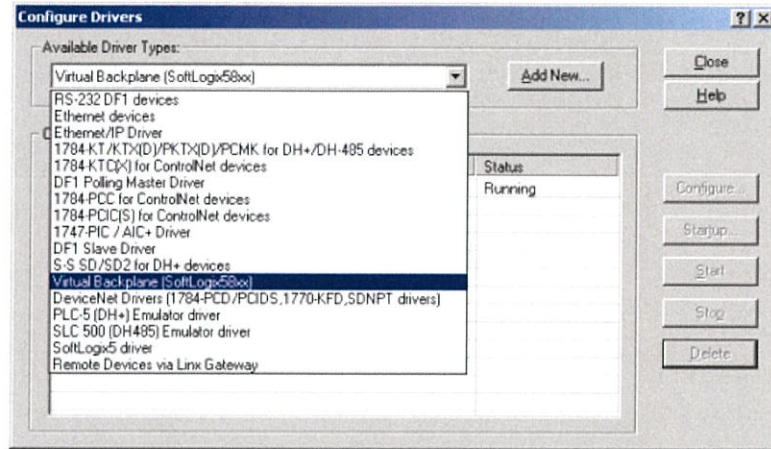 Configure Drivers
Available Driver Types:
Virtual Backplane (SoftLogix58xx)
Add New...
Close
Help
RS-232 DF1 devices
Ethernet devices
Ethernet/IP Driver
1784-KT/KTX(D)/PKTX(D)/PCMK for DH+/DH-485 devices
1784-KTC(X) for ControlNet devices
DF1 Polling Master Driver
1784-PCC for ControlNet devices
1784-PCIC(S) for ControlNet devices
1747-PIC / AIC+ Driver
DF1 Slave Driver
S-S SD/SD2 for DH+ devices
Virtual Backplane (SoftLogix58xx)
DeviceNet Drivers (1784-PCD/PCIDS,1770-KFD,SDNPT drivers)
PLC-5 (DH+) Emulator driver
SLC 500 (DH485) Emulator driver
SoftLogix5 driver
Remote Devices via Linx Gateway
Status
Running
Configure...
Startup...
Start
Stop
Delete